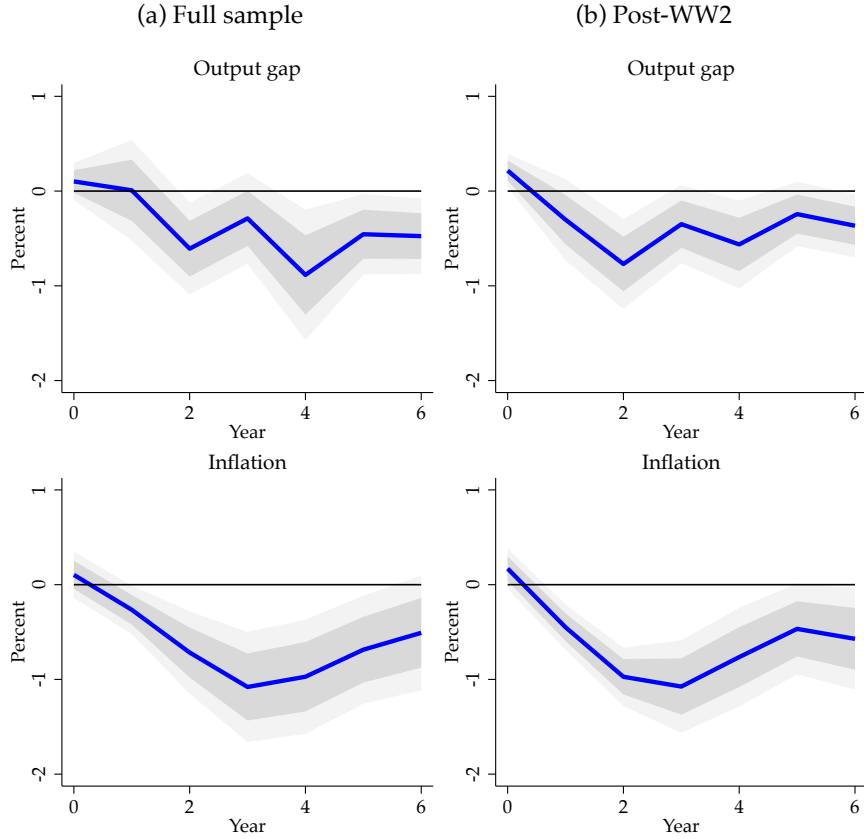 (a) Full sample
(b) Post-WW2
Output gap
1
0
-1
-2
Percent
0 2 4 6
Year
Output gap
1
0
-1
-2
Percent
0 2 4 6
Year
Inflation
1
0
-1
-2
Percent
0 2 4 6
Year
Inflation
1
0
-1
-2
Percent
0 2 4 6
Year